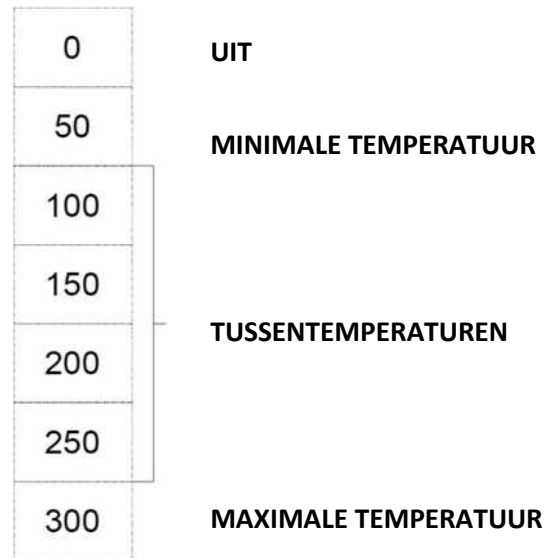 0 UIT
50 MINIMALE TEMPERATUUR
100
150
TUSSENTEMPERATUREN
200
250
300 MAXIMALE TEMPERATUUR